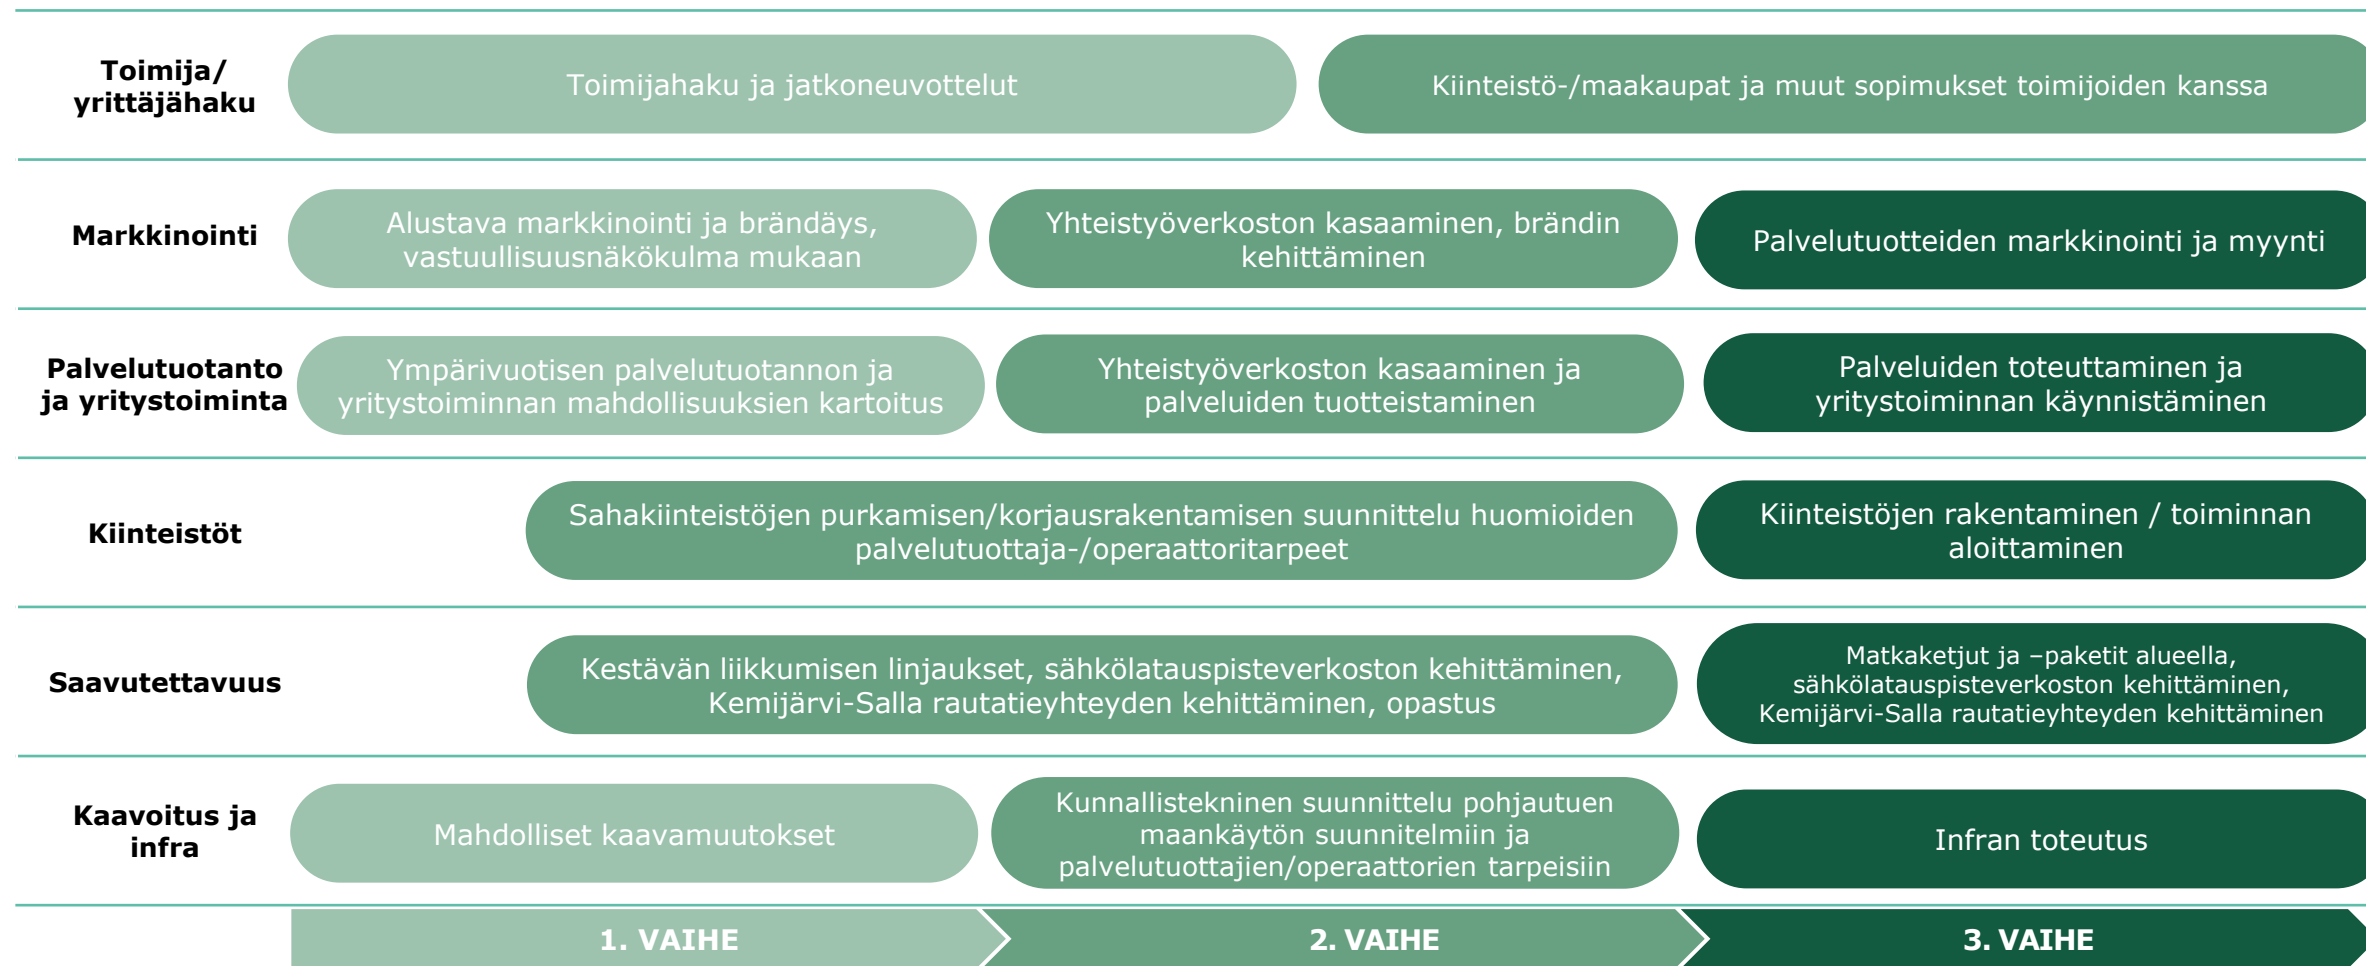 Toimija/
yrittäjähaku
Toimijahaku ja jatkoneuvottelut
Kiinteistö-/maakaupat ja muut sopimukset toimijoiden kanssa
Markkinointi
Alustava markkinointi ja brändäys,
vastuullisuusnäkökulma mukaan
Yhteistyöverkoston kasaaminen, brändin
kehittäminen
Palvelutuotteiden markkinointi ja myynti
Palvelutuotanto
ja yritystoiminta
Ympärivuotisen palvelutuotannon ja
yritystoiminnan mahdollisuuksien kartoitus
Yhteistyöverkoston kasaaminen ja
palveluiden tuotteistaminen
Palveluiden toteuttaminen ja
yritystoiminnan käynnistäminen
Kiinteistöt
Sahakiinteistöjen purkamisen/korjausrakentamisen suunnittelu huomioiden
palvelutuottaja-/operaattoritarpeet
Kiinteistöjen rakentaminen / toiminnan
aloittaminen
Saavutettavuus
Kestävän liikkumisen linjaukset, sähkölatauspisteverkoston kehittäminen,
Kemijärvi-Salla rautatieyhteyden kehittäminen, opastus
Matkaketjut ja –paketit alueella,
sähkölatauspisteverkoston kehittäminen,
Kemijärvi-Salla rautatieyhteyden kehittäminen
Kaavoitus ja
infra
Mahdolliset kaavamuutokset
Kunnallistekninen suunnittelu pohjautuen
maankäytön suunnitelmiin ja
palvelutuottajien/operaattorien tarpeisiin
Infran toteutus
1. VAIHE
2. VAIHE
3. VAIHE